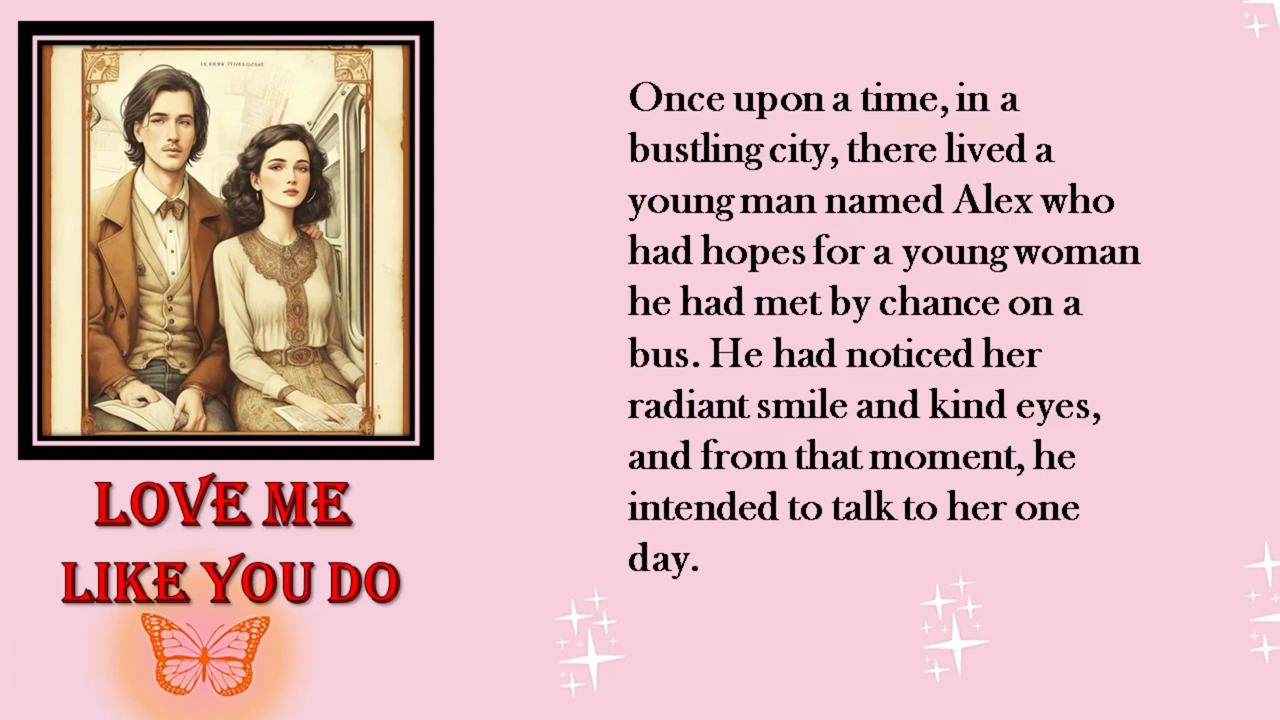 LOVE ME
LIKE YOU DO
Once upon a time, in a
bustling city, there lived a
young man named Alex who
had hopes for a young woman
he had met by chance on a
bus. He had noticed her
radiant smile and kind eyes,
and from that moment, he
intended to talk to her one
day.